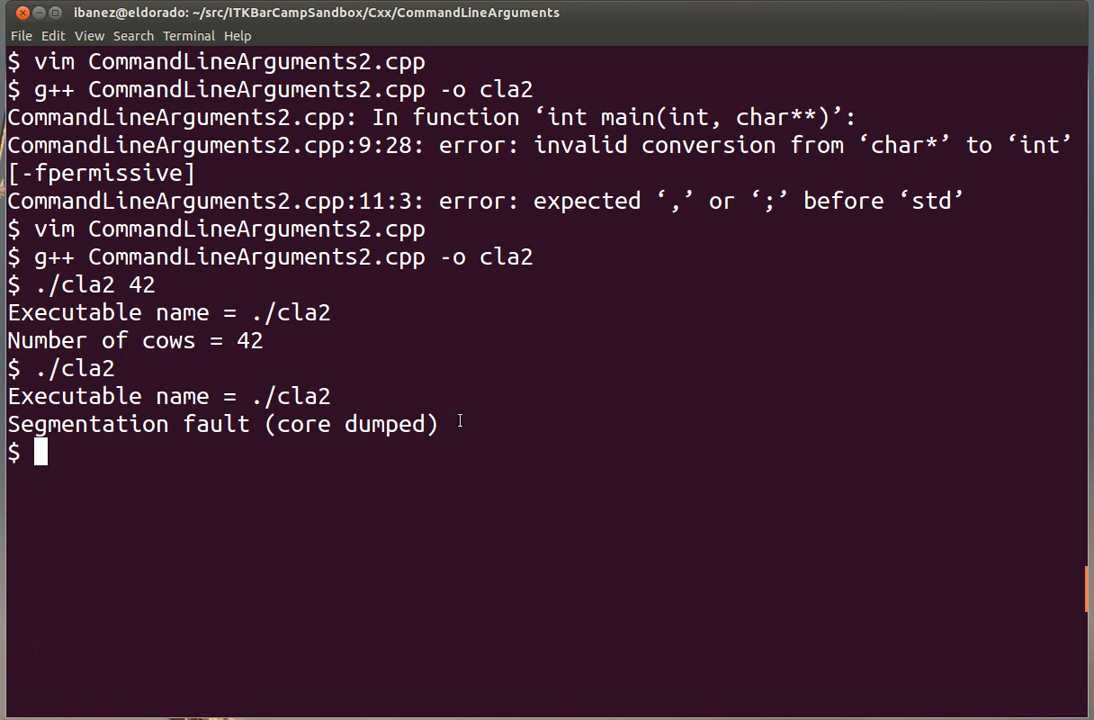 ibanez@eldorado: ~/src/ITKBarCampSandbox/Cxx/CommandLineArguments
File Edit View Search Terminal Help
$ vim CommandLineArguments2.cpp
$ g++ CommandLineArguments2.cpp -o cla2
CommandLineArguments2.cpp: In function ‘int main(int, char**)’:
CommandLineArguments2.cpp:9:28: error: invalid conversion from ‘char*’ to ‘int’
[-fpermissive]
CommandLineArguments2.cpp:11:3: error: expected ‘,’ or ‘;’ before ‘std’
$ vim CommandLineArguments2.cpp
$ g++ CommandLineArguments2.cpp -o cla2
$ ./cla2 42
Executable name = ./cla2
Number of cows = 42
$ ./cla2
Executable name = ./cla2
Segmentation fault (core dumped)
$